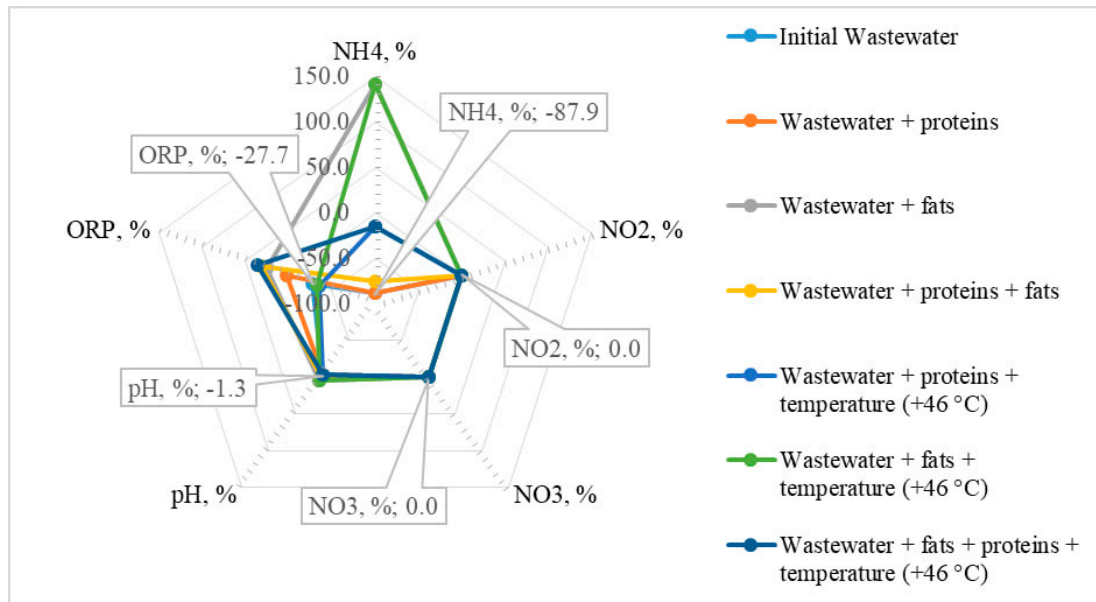 NH4, %
150.0
100.0
50.0
0.0
-50.0
-100.0
NH4, %; -87.9
ORP, %; -27.7
ORP, %
NO2, %
NO2, %; 0.0
pH, %; -1.3
pH, %
NO3, %; 0.0
NO3, %
Initial Wastewater
Wastewater + proteins
Wastewater + fats
Wastewater + proteins + fats
Wastewater + proteins +
temperature (+46 °C)
Wastewater + fats +
temperature (+46 °C)
Wastewater + fats + proteins +
temperature (+46 °C)